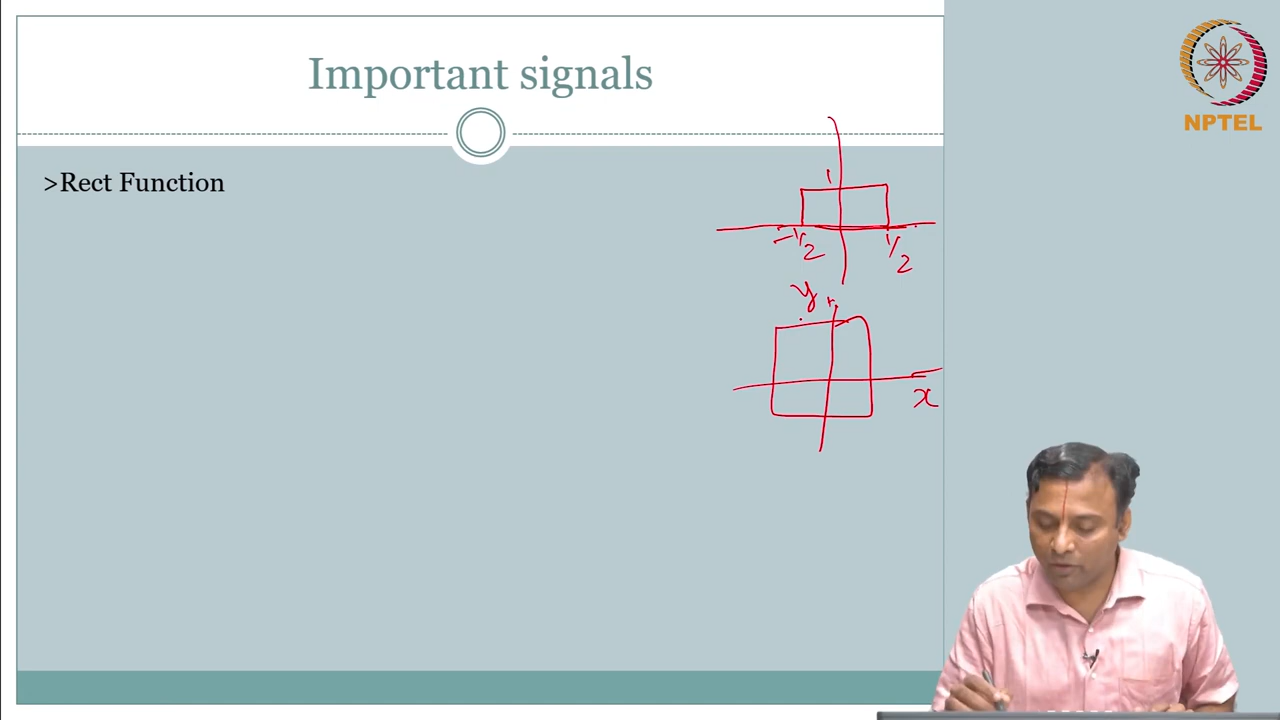 Important signals
NPTEL
>Rect Function
1
-1/2
1/2
y
x